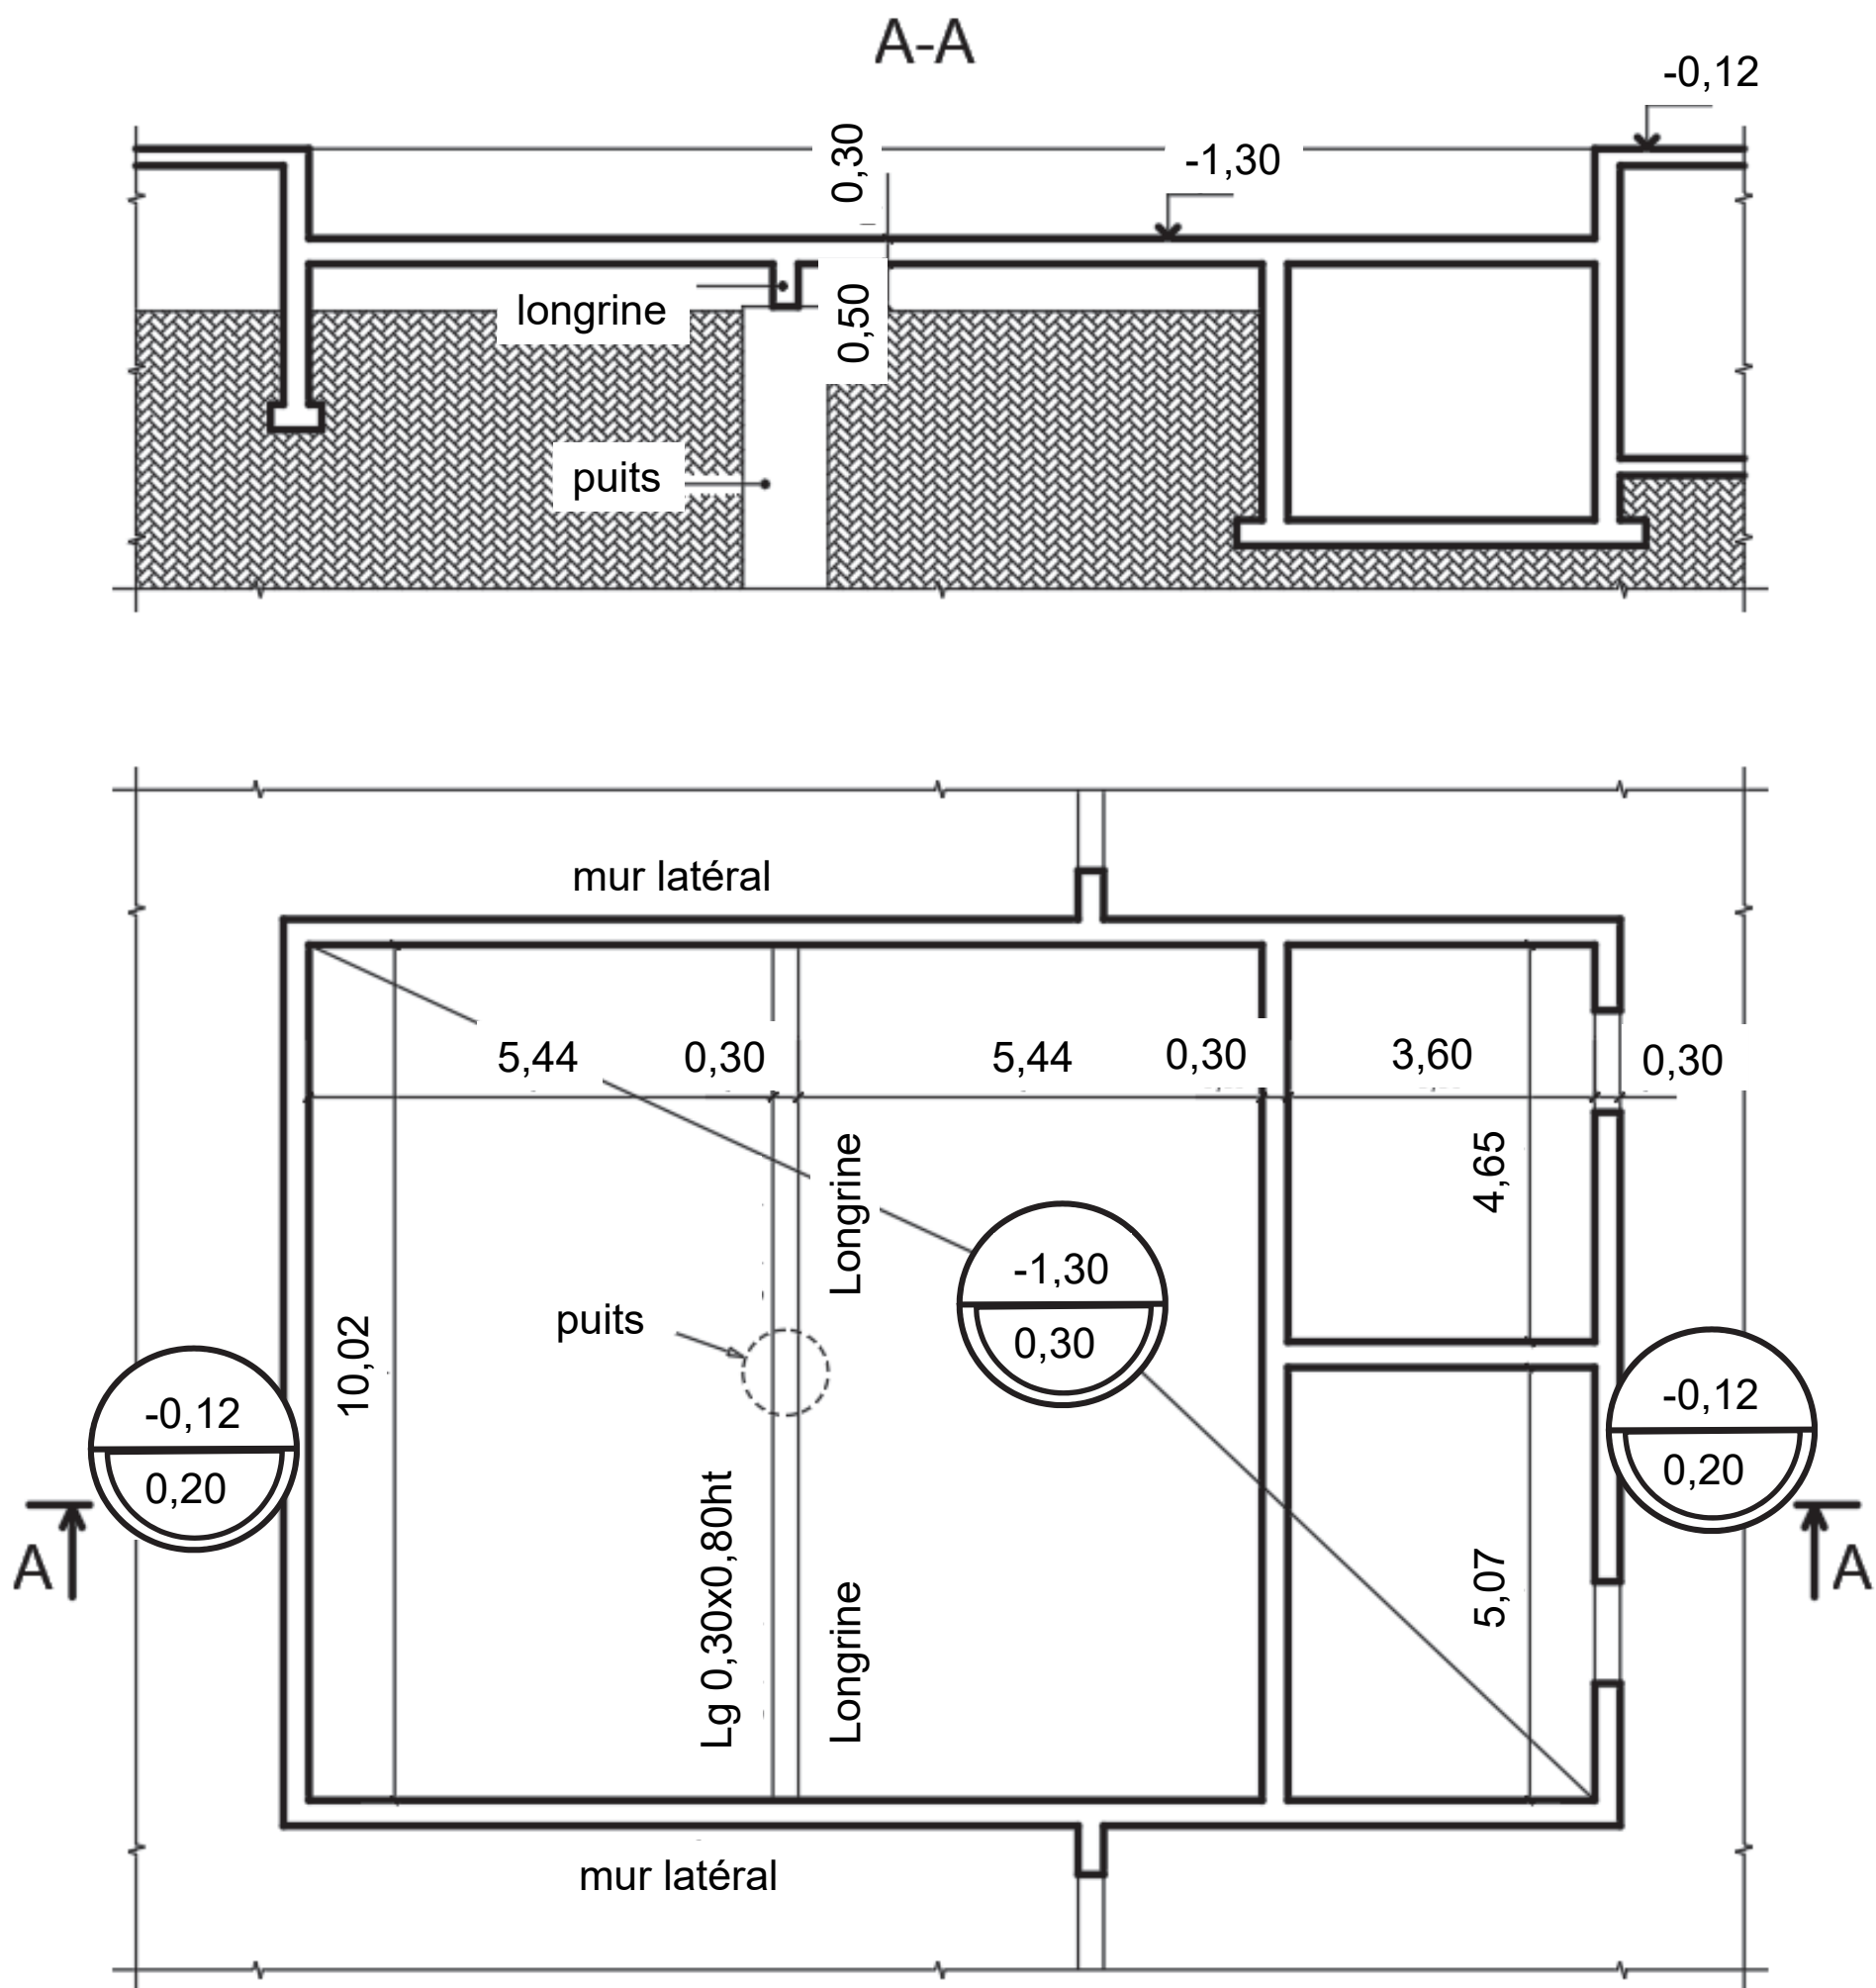 A-A
-0,12
0,30
-1,30
longrine
0,50
puits
mur latéral
5,44
0,30
5,44
0,30
3,60
0,30
4,65
Longrine
-1,30
0,30
puits
10,02
-0,12
0,20
-0,12
0,20
Lg 0,30x0,80ht
Longrine
5,07
A
A
mur latéral